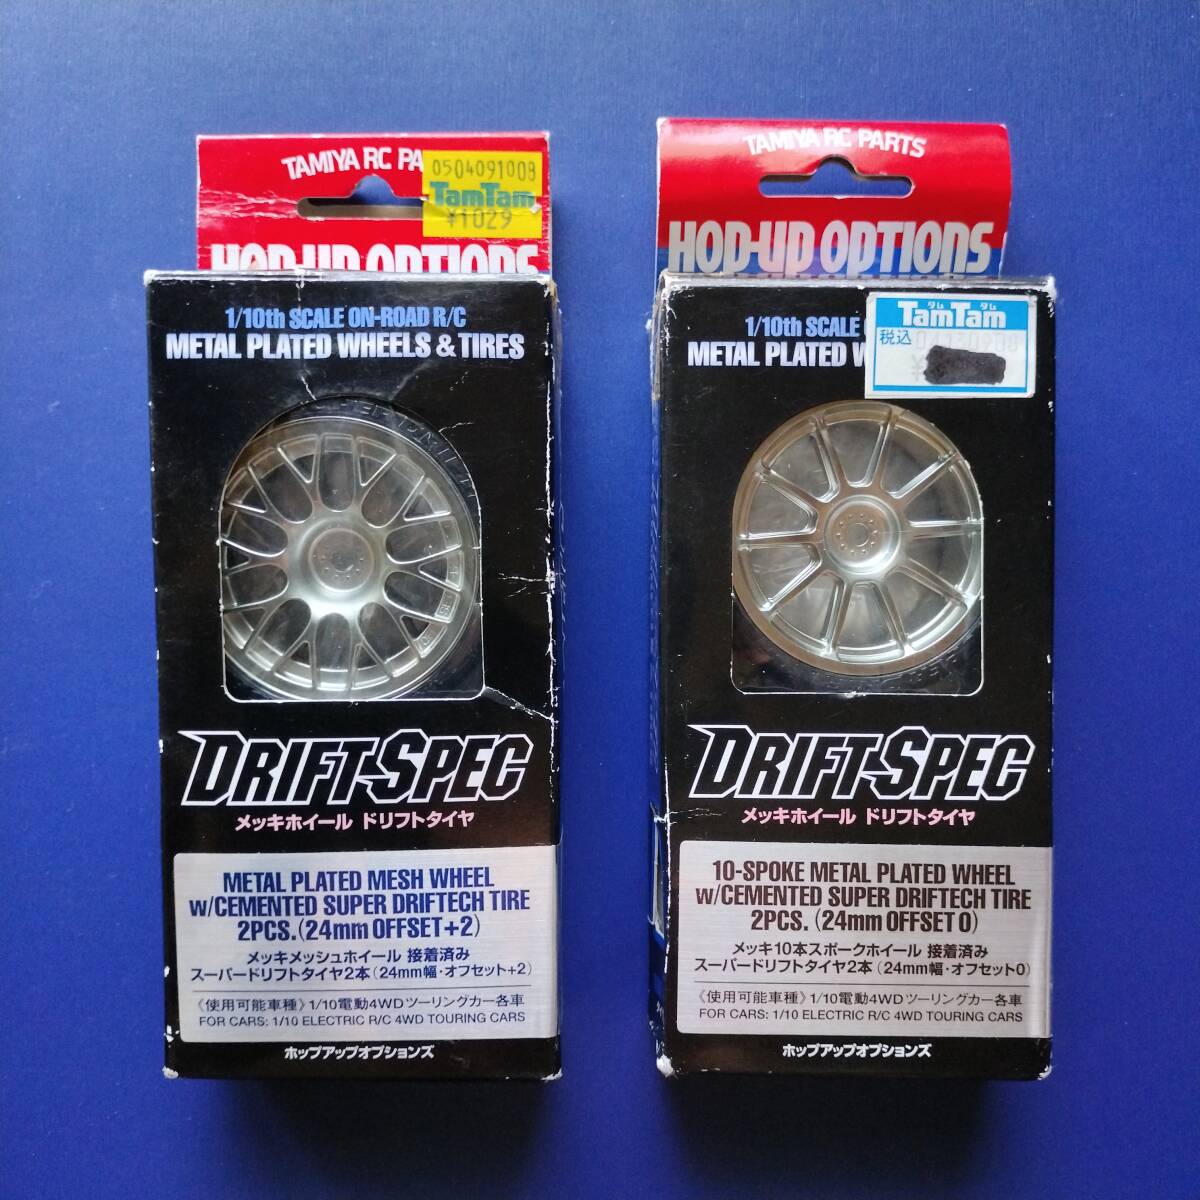 TAMIYA RC PA
0504091008
TamTam
¥1029
HOP-UP OPTIONS
1/10th SCALE ON-ROAD R/C
METAL PLATED WHEELS & TIRES
DRIFT-SPEC
メッキホイール ドリフトタイヤ
METAL PLATED MESH WHEEL
w/CEMENTED SUPER DRIFTECH TIRE
2PCS. (24mm OFFSET+2)
メッキメッシュホイール 接着済み
スーパードリフトタイヤ2本 (24mm幅・オフセット+2)
《使用可能車種》 1/10電動4WDツーリングカー各車
FOR CARS: 1/10 ELECTRIC R/C 4WD TOURING CARS
ホップアップオプションズ
TAMIYA RC PARTS
HOP-UP OPTIONS
1/10th SCALE
タム タム
TamTam
税込
METAL PLATED
DRIFT-SPEC
メッキホイール ドリフトタイヤ
10-SPOKE METAL PLATED WHEEL
w/CEMENTED SUPER DRIFTECH TIRE
2PCS. (24mm OFFSET 0)
メッキ10本スポークホイール 接着済み
スーパードリフトタイヤ2本 (24mm幅・オフセット0)
《使用可能車種》 1/10電動4WDツーリングカー各車
FOR CARS: 1/10 ELECTRIC R/C 4WD TOURING CARS
ホップアップオプションズ